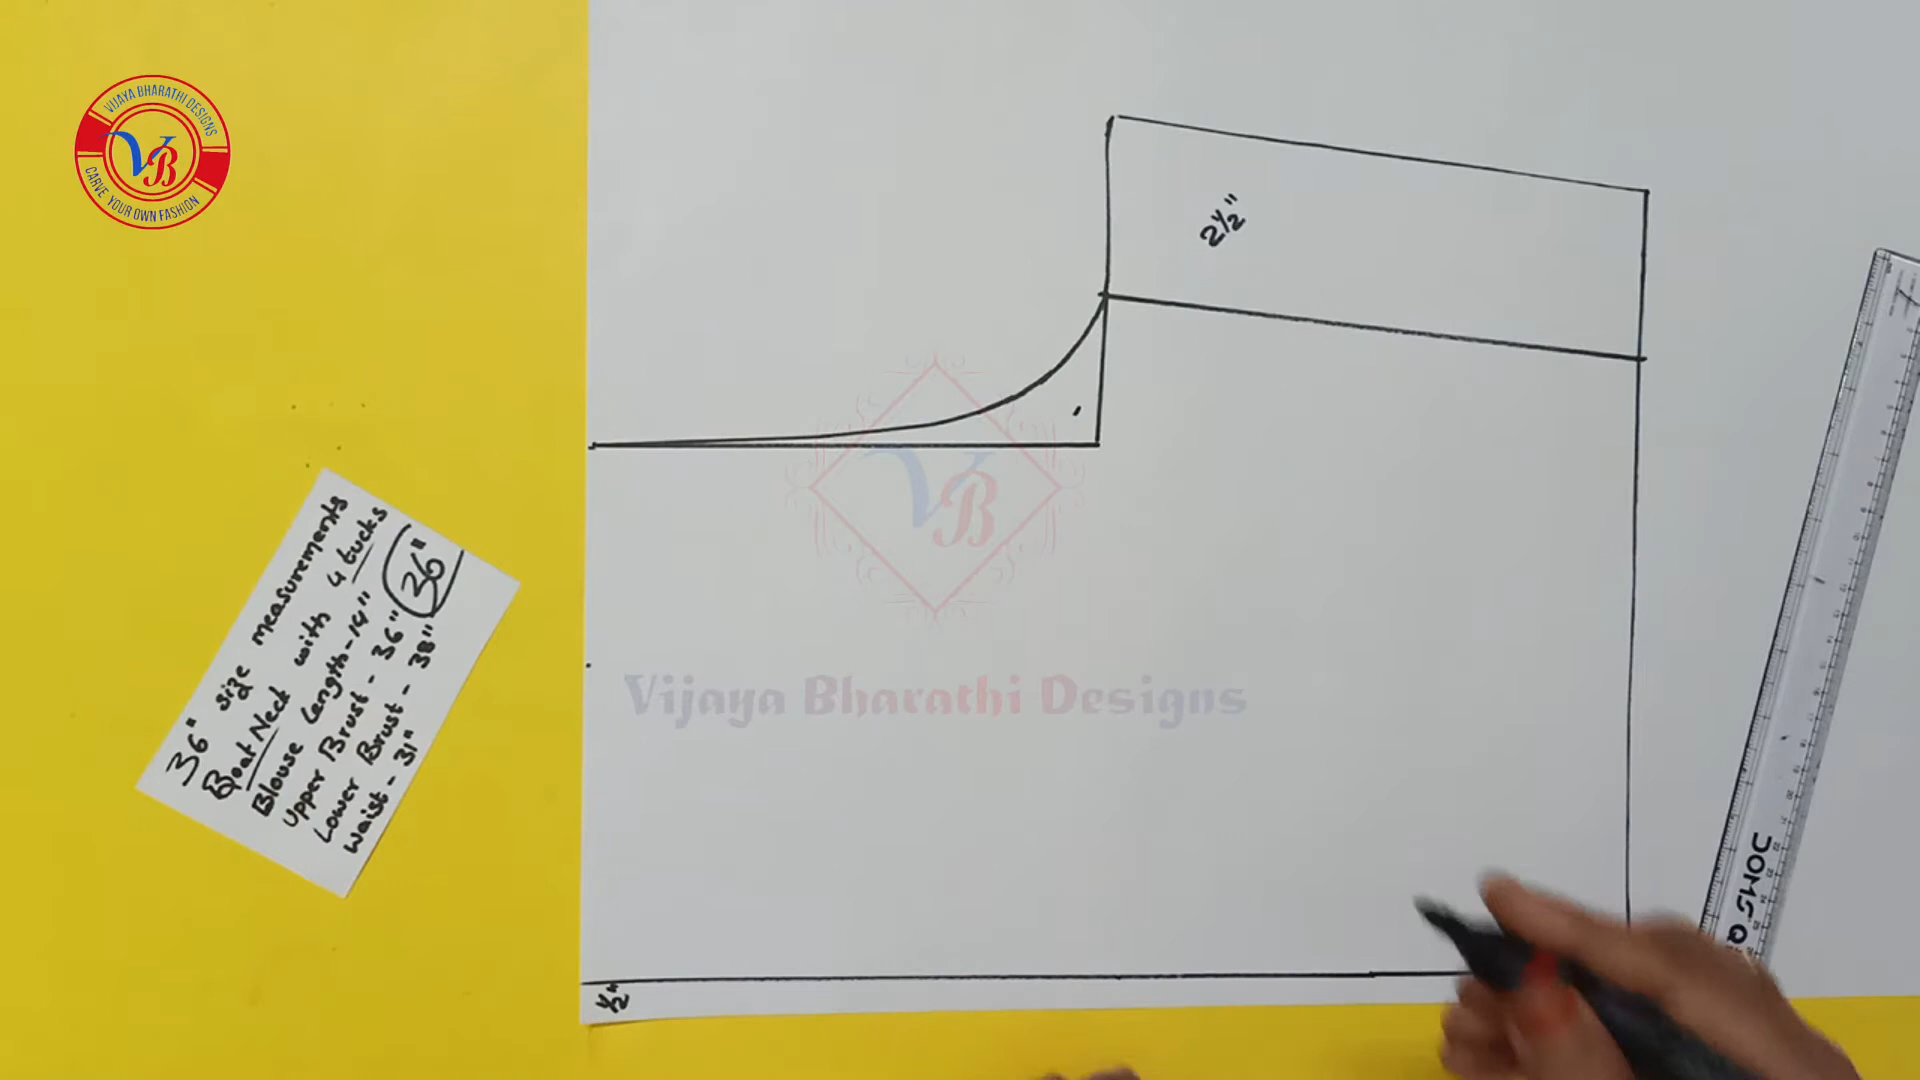 VIJAYA BHARATHI DESIGNS
VB
CARVE YOUR OWN FASHION
2½"
36" size measurements
Boat Neck with 4 tucks
Blouse Length - 14"
Upper Brust - 36" 36"
Lower Brust - 38"
Waist - 31"
VB
Vijaya Bharathi Designs
½"
DOMS